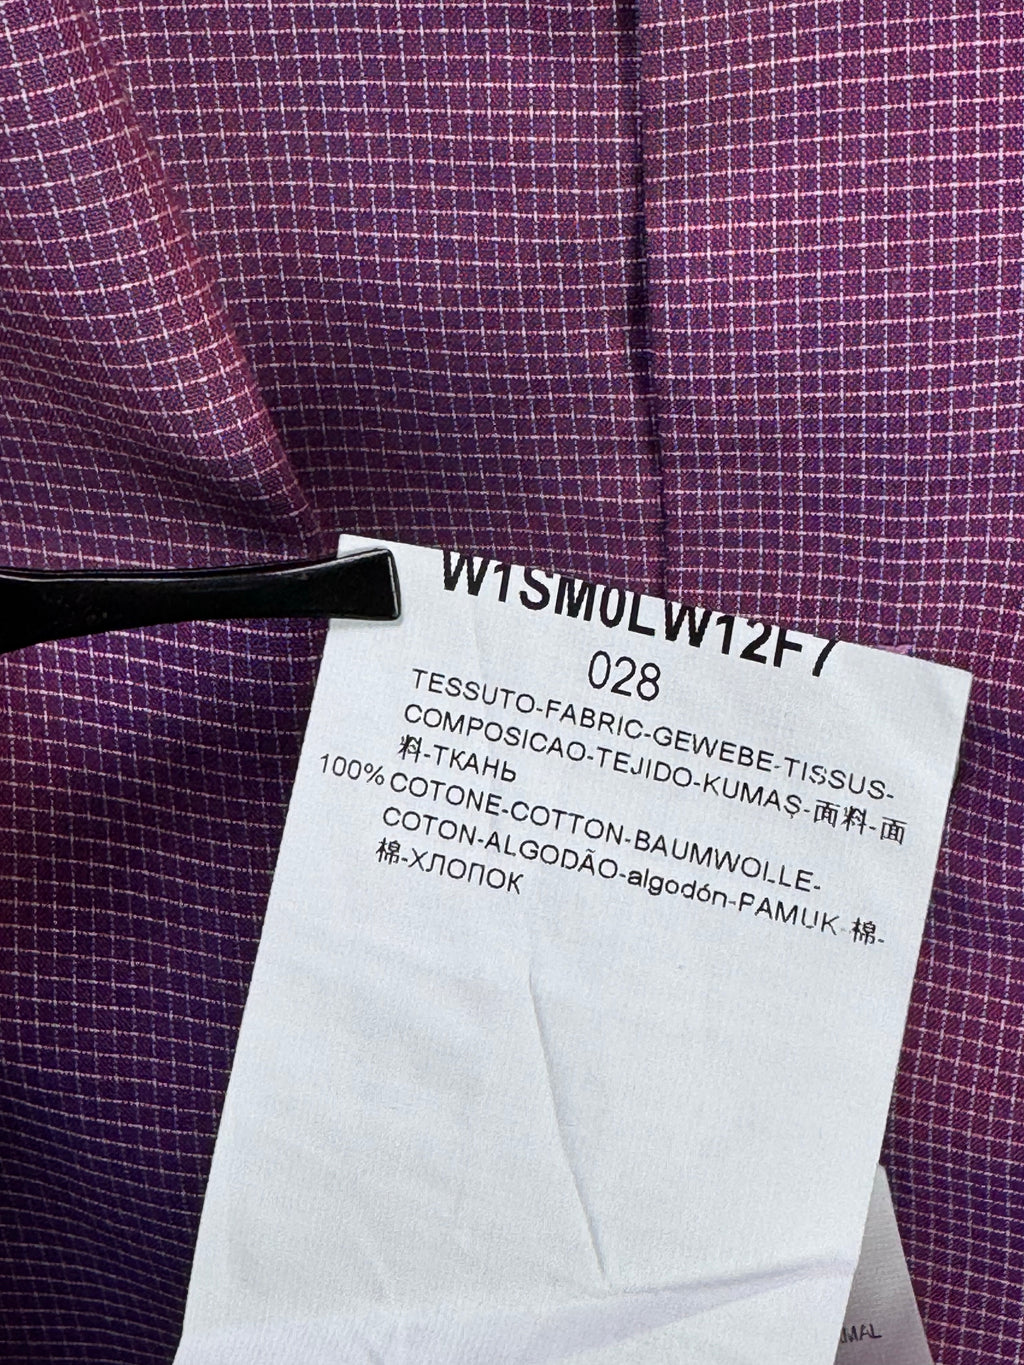 W1SM0LW12F7
028
TESSUTO-FABRIC-GEWEBE-TISSUS-
COMPOSICAO-TEJIDO-KUMAŞ-面料-面
料-ТКАНЬ
100% COTONE-COTTON-BAUMWOLLE-
COTON-ALGODÃO-algodón-PAMUK-棉-
棉-ХЛОПОК